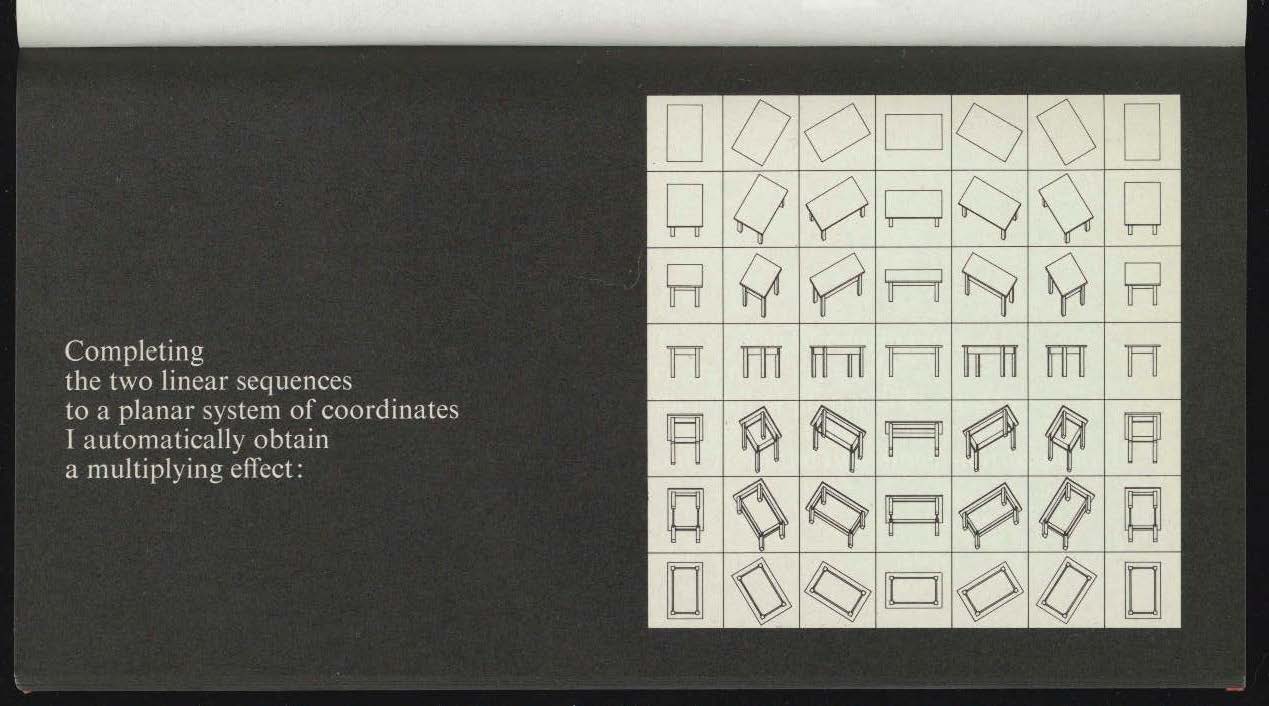 Completing
the two linear sequences
to a planar system of coordinates
I automatically obtain
a multiplying effect: